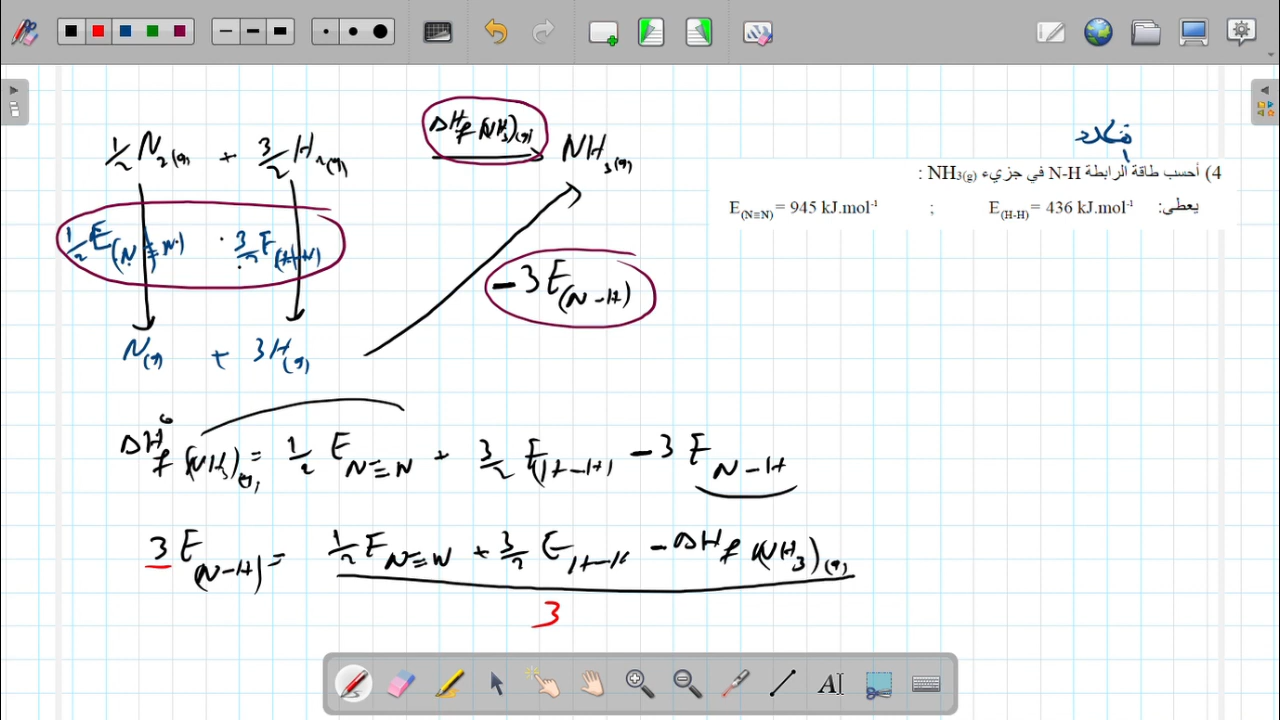 ½ N2(g) + 3/2 H2(g) ΔHf(NH3)(g) NH3(g)
½ E(N≡N) 3/2 E(H-H)
-3 E(N-H)
N(g) + 3H(g)
ΔH°f(NH3)(g) = ½ E N≡N + 3/2 E(H-H) - 3 E N-H
3 E(N-H) = ½ E N≡N + 3/2 E H-H - ΔHf(NH3)(g)
3
4) أحسب طاقة الرابطة N-H في جزيء NH3(g) :
يعطى: E(H-H) = 436 kJ.mol-1 ; E(N≡N) = 945 kJ.mol-1